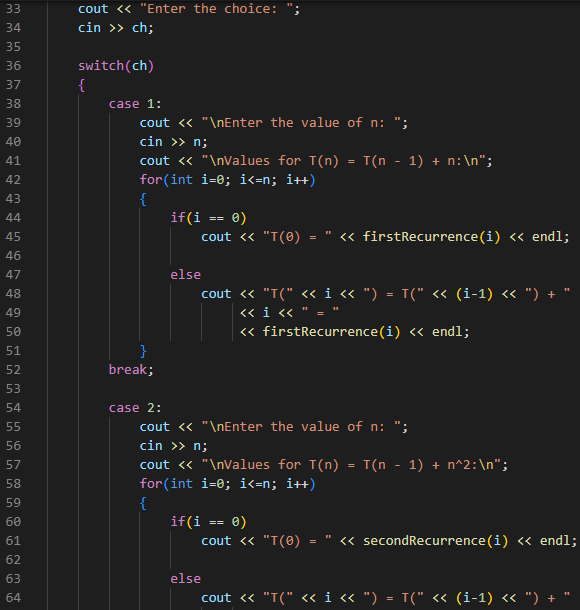 33 cout << "Enter the choice: ";
34 cin >> ch;
35
36 switch(ch)
37 {
38 case 1:
39 cout << "\nEnter the value of n: ";
40 cin >> n;
41 cout << "\nValues for T(n) = T(n - 1) + n:\n";
42 for(int i=0; i<=n; i++)
43 {
44 if(i == 0)
45 cout << "T(0) = " << firstRecurrence(i) << endl;
46
47 else
48 cout << "T(" << i << ") = T(" << (i-1) << ") + "
49 << i << " = "
50 << firstRecurrence(i) << endl;
51 }
52 break;
53
54 case 2:
55 cout << "\nEnter the value of n: ";
56 cin >> n;
57 cout << "\nValues for T(n) = T(n - 1) + n^2:\n";
58 for(int i=0; i<=n; i++)
59 {
60 if(i == 0)
61 cout << "T(0) = " << secondRecurrence(i) << endl;
62
63 else
64 cout << "T(" << i << ") = T(" << (i-1) << ") + "